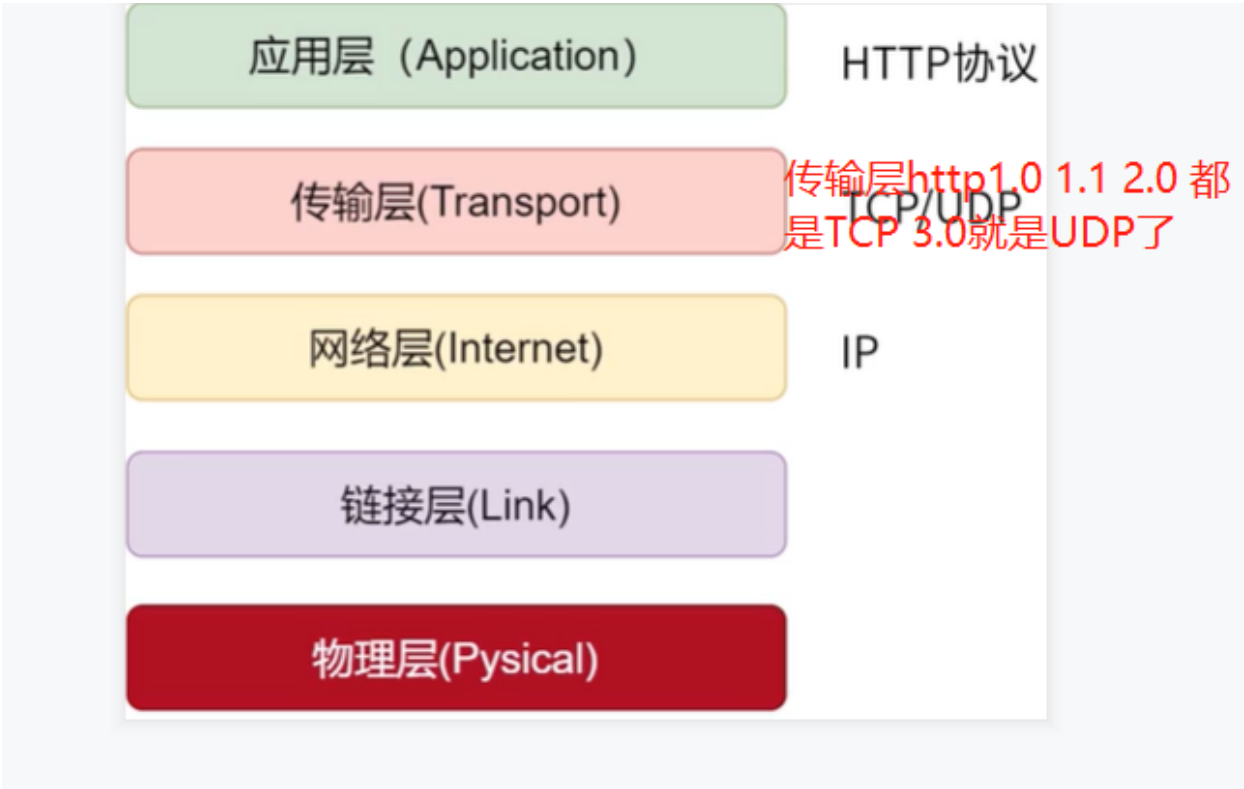 应用层（Application）
HTTP协议
传输层(Transport)
TCP/UDP
传输层http1.0 1.1 2.0 都
是TCP 3.0就是UDP了
网络层(Internet)
IP
链接层(Link)
物理层(Pysical)